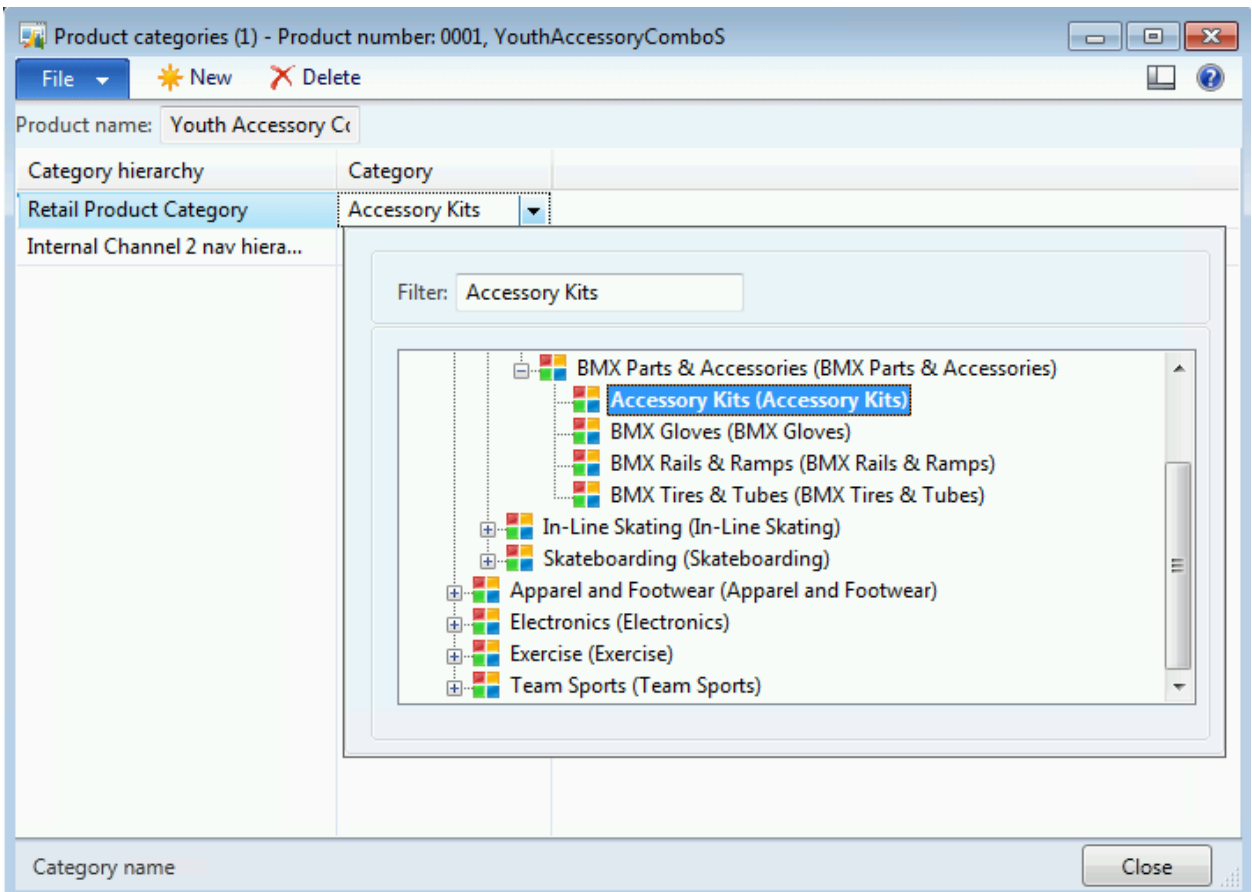 Product categories (1) - Product number: 0001, YouthAccessoryComboS
File New Delete
Product name: Youth Accessory Co
Category hierarchy Category
Retail Product Category Accessory Kits
Internal Channel 2 nav hiera...
Filter: Accessory Kits
BMX Parts & Accessories (BMX Parts & Accessories)
Accessory Kits (Accessory Kits)
BMX Gloves (BMX Gloves)
BMX Rails & Ramps (BMX Rails & Ramps)
BMX Tires & Tubes (BMX Tires & Tubes)
In-Line Skating (In-Line Skating)
Skateboarding (Skateboarding)
Apparel and Footwear (Apparel and Footwear)
Electronics (Electronics)
Exercise (Exercise)
Team Sports (Team Sports)
Category name Close